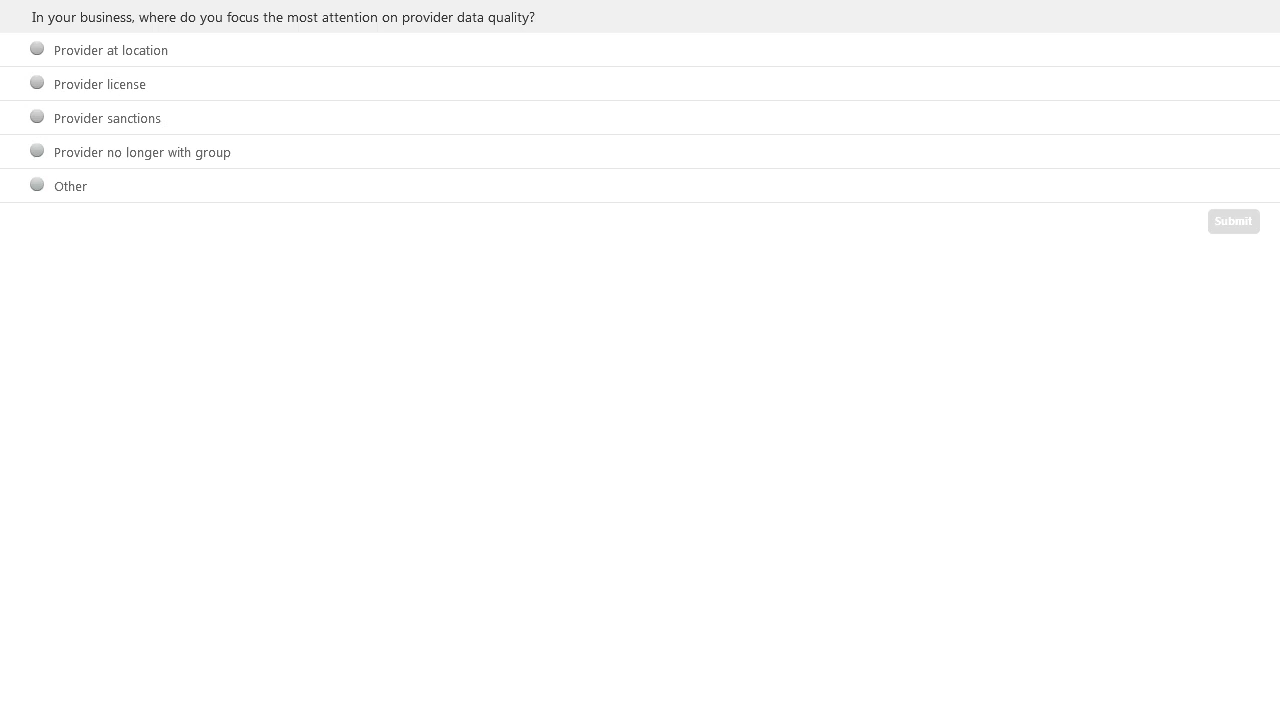 In your business, where do you focus the most attention on provider data quality?
Provider at location
Provider license
Provider sanctions
Provider no longer with group
Other
Submit